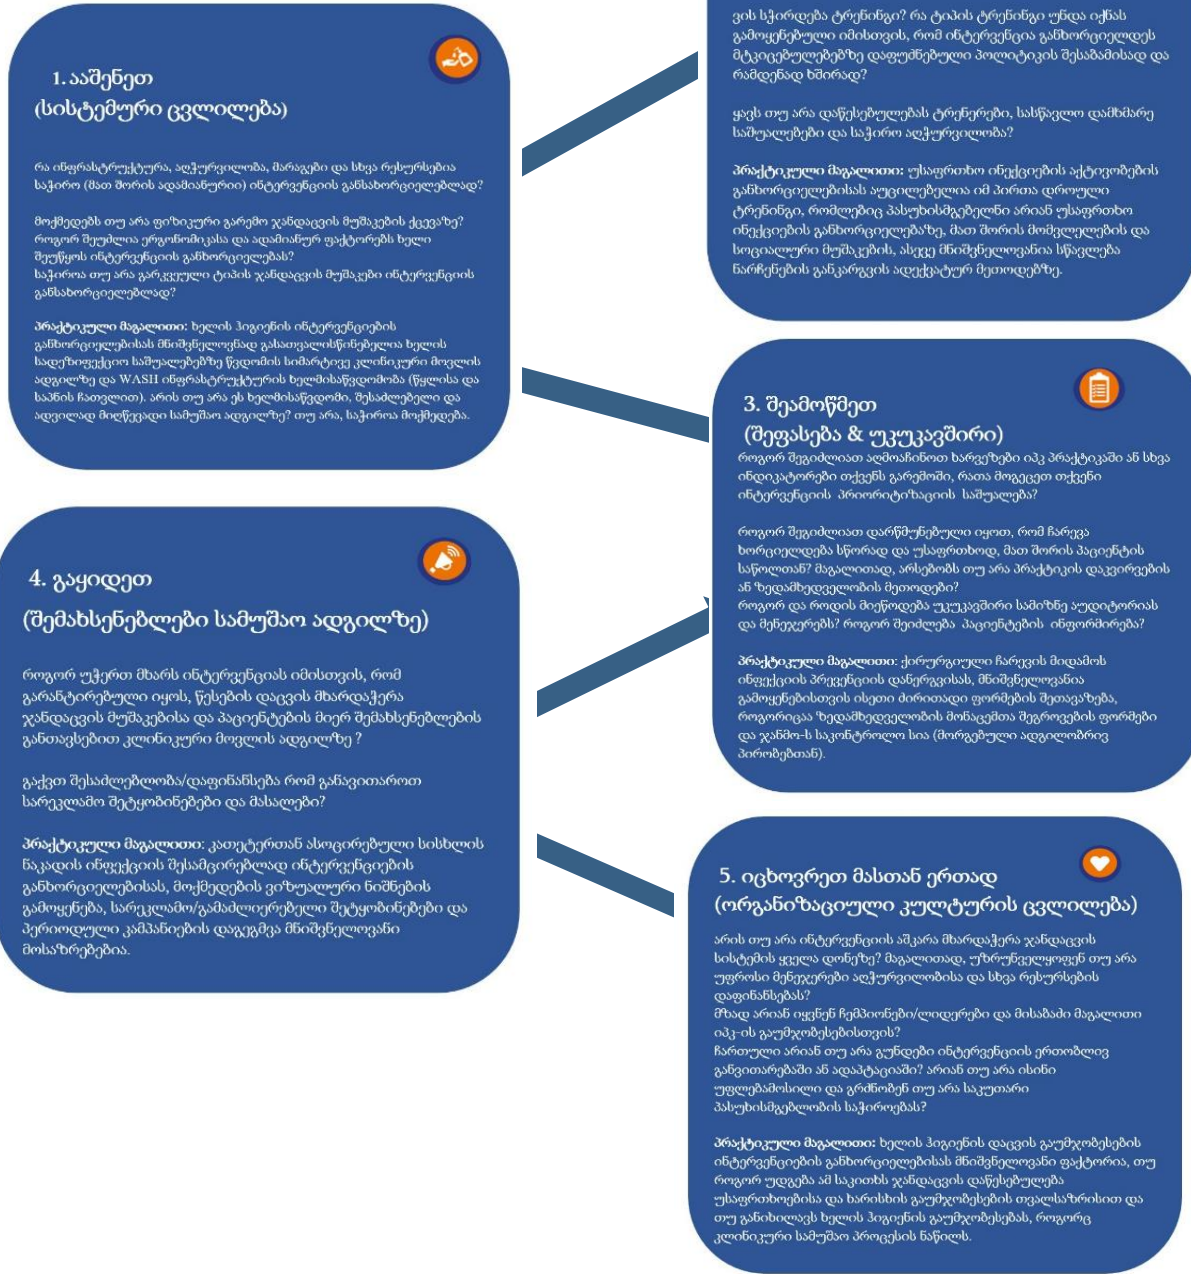 1. ააშენეთ
(სისტემური ცვლილება)
რა ინფრასტრუქტურა, აღჭურვილობა, მარაგები და სხვა რესურსებია
საჭირო (მათ შორის ადამიანურიი) ინტერვენციის განსახორციელებლად?
მოქმედებს თუ არა ფიზიკური გარემო ჯანდაცვის მუშაკების ქცევაზე?
როგორ შეუძლია ერგონომიკასა და ადამიანურ ფაქტორებს ხელი
შეუწყოს ინტერვენციის განხორციელებას?
საჭიროა თუ არა გარკვეული ტიპის ჯანდაცვის მუშაკები ინტერვენციის
განსახორციელებლად?
პრაქტიკული მაგალითი: ხელის ჰიგიენის ინტერვენციების
განხორციელებისას მნიშვნელოვნად გასათვალისწინებელია ხელის
სადეზიფექციო საშუალებებზე წვდომის სიმარტივე კლინიკური მოვლის
ადგილზე და WASH ინფრასტრუქტურის ხელმისაწვდომობა (წყლისა და
საპნის ჩათვლით). არის თუ არა ეს ხელმისაწვდომი, შესაძლებელი და
ადვილად მიღწევადი სამუშაო ადგილზე? თუ არა, საჭიროა მოქმედება.
ვის სჭირდება ტრენინგი? რა ტიპის ტრენინგი უნდა იქნას
გამოყენებული იმისთვის, რომ ინტერვენცია განხორციელდეს
მტკიცებულებებზე დაფუძნებული პოლიტიკის შესაბამისად და
რამდენად ხშირად?
ყავს თუ არა დაწესებულებას ტრენერები, სასწავლო დამხმარე
საშუალებები და საჭირო აღჭურვილობა?
პრაქტიკული მაგალითი: უსაფრთხო ინექციების აქტივობების
განხორციელებისას აუცილებელია იმ პირთა დროული
ტრენინგი, რომლებიც პასუხისმგებელნი არიან უსაფრთხო
ინექციების განხორციელებაზე, მათ შორის მომვლელების და
სოციალური მუშაკების, ასევე მნიშვნელოვანია სწავლება
ნარჩენების განკარგვის ადექვატურ მეთოდებზე.
3. შეამოწმეთ
(შეფასება & უკუკავშირი)
როგორ შეგიძლიათ აღმოაჩინოთ ხარვეზები იპკ პრაქტიკაში ან სხვა
ინდიკატორები თქვენს გარემოში, რათა მოგეცეთ თქვენი
ინტერვენციის პრიორიტიზაციის საშუალება?
როგორ შეგიძლიათ დარწმუნებული იყოთ, რომ ჩარევა
ხორციელდება სწორად და უსაფრთხოდ, მათ შორის პაციენტის
საწოლთან? მაგალითად, არსებობს თუ არა პრაქტიკის დაკვირვების
ან ზედამხედველობის მეთოდები?
როგორ და როდის მიეწოდება უკუკავშირი სამიზნე აუდიტორიას
და მენეჯერებს? როგორ შეიძლება პაციენტების ინფორმირება?
პრაქტიკული მაგალითი: ქირურგიული ჩარევის მიდამოს
ინფექციის პრევენციის დანერგვისას, მნიშვნელოვანია
გამოყენებისთვის ისეთი ძირითადი ფორმების შეთავაზება,
როგორიცაა ზედამხედველობის მონაცემთა შეგროვების ფორმები
და ჯანმო-ს საკონტროლო სია (მორგებული ადგილობრივ
პირობებთან).
4. გაყიდეთ
(შემახსენებლები სამუშაო ადგილზე)
როგორ უჭერთ მხარს ინტერვენციას იმისთვის, რომ
გარანტირებული იყოს, წესების დაცვის მხარდაჭერა
ჯანდაცვის მუშაკებისა და პაციენტების მიერ შემახსენებლების
განთავსებით კლინიკური მოვლის ადგილზე ?
გაქვთ შესაძლებლობა/დაფინანსება რომ განავითაროთ
სარეკლამო შეტყობინებები და მასალები?
პრაქტიკული მაგალითი: კათეტერთან ასოცირებული სისხლის
ნაკადის ინფექციის შესამცირებლად ინტერვენციების
განხორციელებისას, მოქმედების ვიზუალური ნიშნების
გამოყენება, სარეკლამო/გამაძლიერებელი შეტყობინებები და
პერიოდული კამპანიების დაგეგმვა მნიშვნელოვანი
მოსაზრებებია.
5. იცხოვრეთ მასთან ერთად
(ორგანიზაციული კულტურის ცვლილება)
არის თუ არა ინტერვენციის აშკარა მხარდაჭერა ჯანდაცვის
სისტემის ყველა დონეზე? მაგალითად, უზრუნველყოფენ თუ არა
უფროსი მენეჯერები აღჭურვილობისა და სხვა რესურსების
დაფინანსებას?
მზად არიან იყვნენ ჩემპიონები/ლიდერები და მისაბაძი მაგალითი
იპკ-ის გაუმჯობესებისთვის?
ჩართული არიან თუ არა გუნდები ინტერვენციის ერთობლივ
განვითარებაში ან ადაპტაციაში? არიან თუ არა ისინი
უფლებამოსილი და გრძნობენ თუ არა საკუთარი
პასუხისმგებლობის საჭიროებას?
პრაქტიკული მაგალითი: ხელის ჰიგიენის დაცვის გაუმჯობესების
ინტერვენციების განხორციელებისას მნიშვნელოვანი ფაქტორია, თუ
როგორ უდგება ამ საკითხს ჯანდაცვის დაწესებულება
უსაფრთხოებისა და ხარისხის გაუმჯობესების თვალსაზრისით და
თუ განიხილავს ხელის ჰიგიენის გაუმჯობესებას, როგორც
კლინიკური სამუშაო პროცესის ნაწილს.